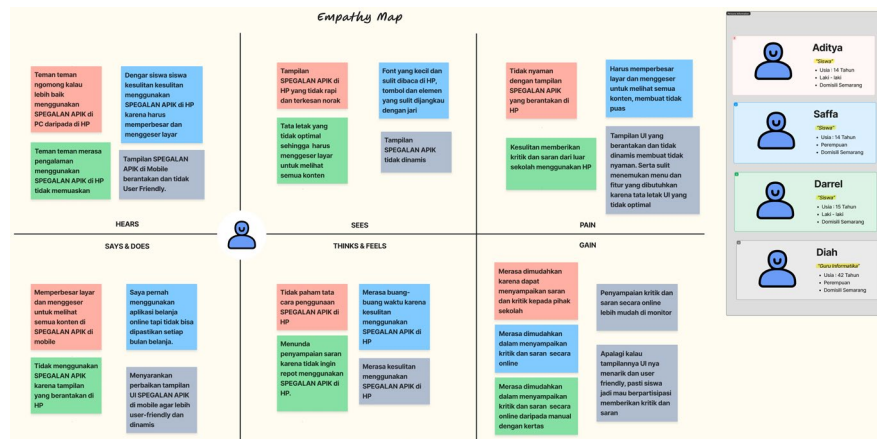 Empathy Map
Teman teman
ngomong kalau
lebih baik
menggunakan
SPEGALAN APIK di
PC daripada di HP
Dengar siswa siswa
kesulitan kesulitan
menggunakan
SPEGALAN APIK di HP
karena harus
memperbesar dan
menggeser layar
Teman teman merasa
pengalaman
menggunakan
SPEGALAN APIK di HP
tidak memuaskan
Tampilan SPEGALAN
APIK di Mobile
berantakan dan tidak
User Friendly.
HEARS
Tampilan
SPEGALAN APIK di
HP yang tidak rapi
dan terkesan norak
Font yang kecil dan
sulit dibaca di HP,
tombol dan elemen
yang sulit dijangkau
dengan jari
Tata letak yang
tidak optimal
sehingga harus
menggeser layar
untuk melihat
semua konten
Tampilan
SPEGALAN APIK
tidak dinamis
SEES
Tidak nyaman
dengan tampilan
SPEGALAN APIK
yang berantakan di
HP
Harus memperbesar
layar dan menggeser
untuk melihat semua
konten, membuat tidak
puas
Kesulitan memberikan
kritik dan saran dari luar
sekolah menggunakan HP
Tampilan UI yang
berantakan dan tidak
dinamis membuat tidak
nyaman. Serta sulit
menemukan menu dan
fitur yang dibutuhkan
karena tata letak UI yang
tidak optimal
PAIN
SAYS & DOES
Memperbesar layar
dan menggeser
untuk melihat
semua konten di
SPEGALAN APIK di
mobile
Saya pernah
menggunakan
aplikasi belanja
online tapi tidak bisa
dipastikan setiap
bulan belanja.
Tidak menggunakan
SPEGALAN APIK
karena tampilan
yang berantakan di
HP
Menyarankan
perbaikan tampilan
UI SPEGALAN APIK
di mobile agar lebih
user-friendly dan
dinamis
THINKS & FEELS
Tidak paham tata
cara penggunaan
SPEGALAN APIK di
HP
Merasa buang-
buang waktu karena
kesulitan
menggunakan
SPEGALAN APIK di
HP
Menunda
penyampaian saran
karena tidak ingin
repot menggunakan
SPEGALAN APIK di
HP.
Merasa kesulitan
menggunakan
SPEGALAN APIK di
HP
GAIN
Merasa dimudahkan
karena dapat
menyampaikan saran
dan kritik kepada pihak
sekolah
Penyampaian kritik dan
saran secara online
lebih mudah di monitor
Merasa dimudahkan
dalam menyampaikan
kritik dan saran secara
online
Merasa dimudahkan
dalam menyampaikan
kritik dan saran secara
online daripada manual
dengan kertas
Apalagi kalau
tampilannya UI nya
menarik dan user
friendly, pasti siswa
jadi mau berpartisipasi
memberikan kritik dan
saran
Aditya
"Siswa"
• Usia : 14 Tahun
• Laki - laki
• Domisili Semarang
Saffa
"Siswa"
• Usia : 14 Tahun
• Perempuan
• Domisili Semarang
Darrel
"Siswa"
• Usia : 15 Tahun
• Laki - laki
• Domisili Semarang
Diah
"Guru Informatika"
• Usia : 42 Tahun
• Perempuan
• Domisili Semarang